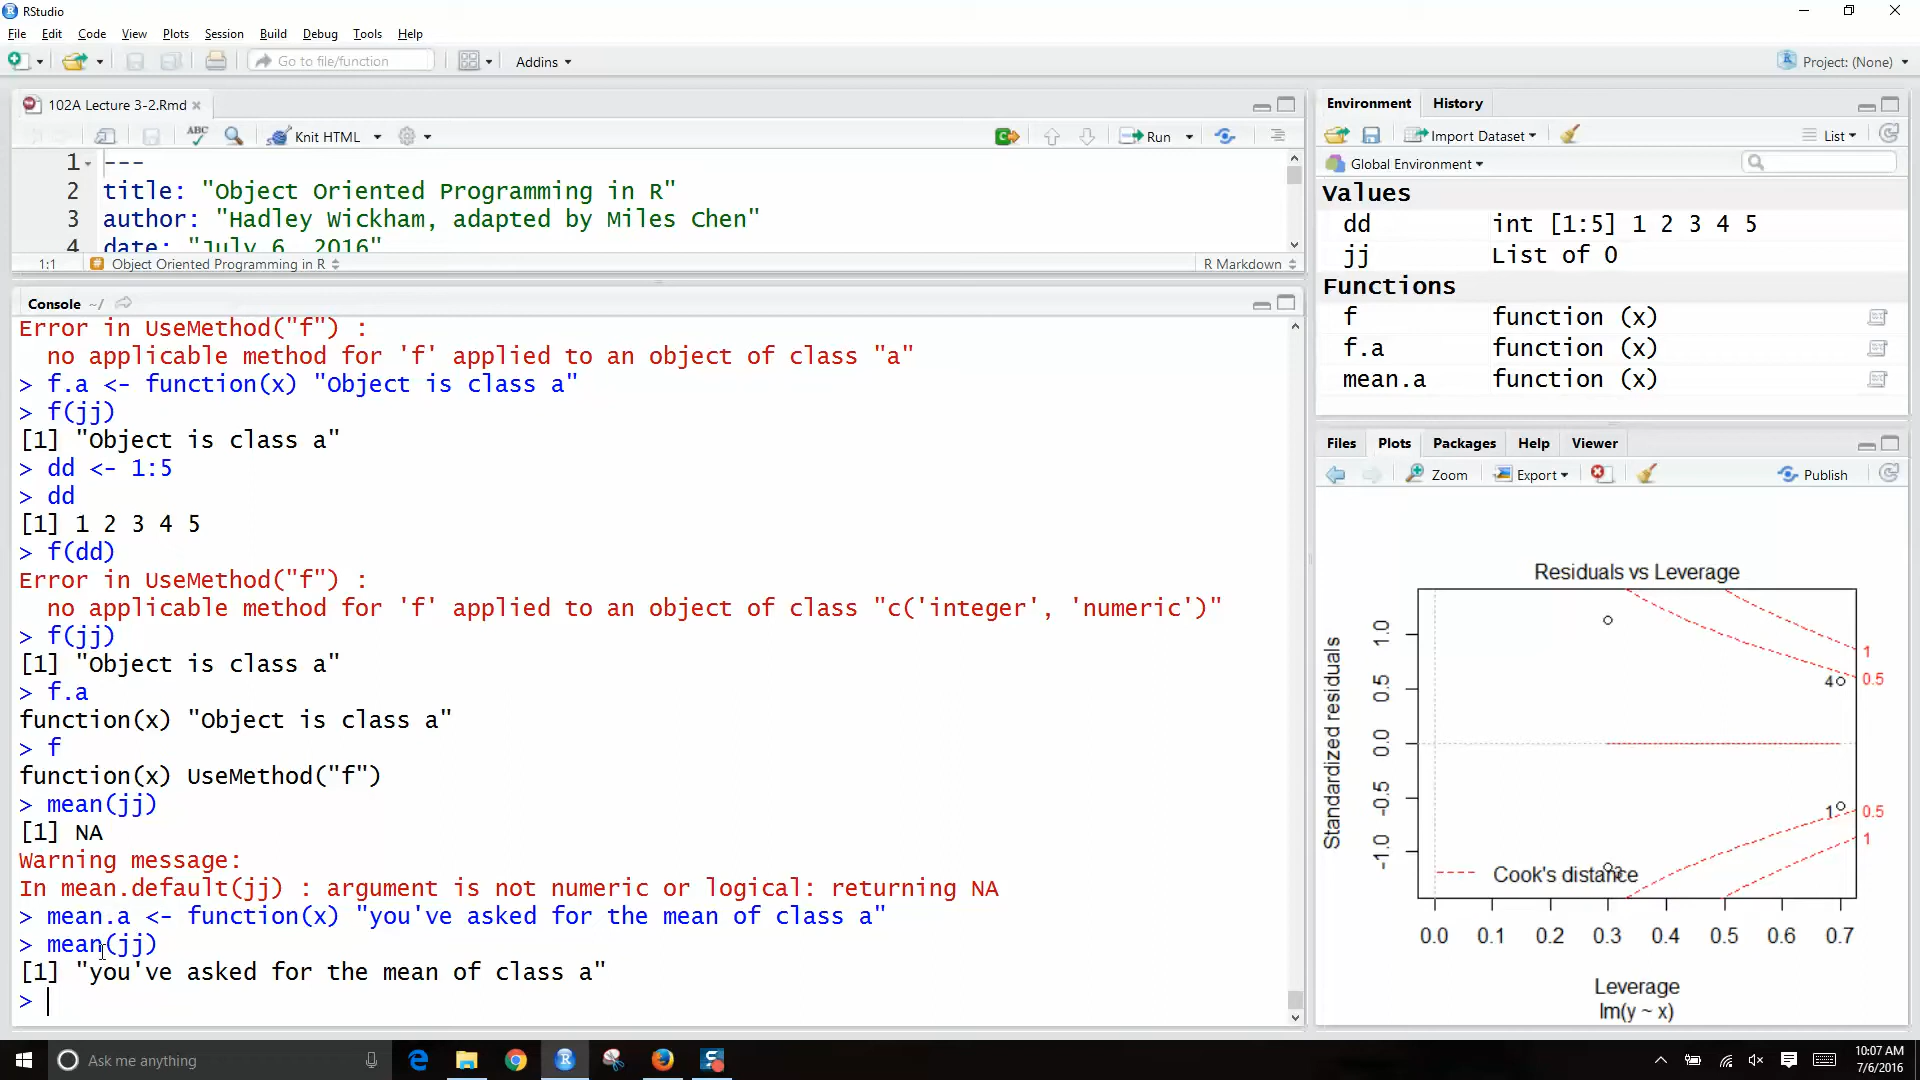 RStudio
File Edit Code View Plots Session Build Debug Tools Help
Go to file/function Addins Project: (None)
102A Lecture 3-2.Rmd
ABC Knit HTML Run
1 ---
2 title: "Object Oriented Programming in R"
3 author: "Hadley Wickham, adapted by Miles Chen"
4 date: "July 6, 2016"
1:1 Object Oriented Programming in R R Markdown
Console ~/
Error in UseMethod("f") :
no applicable method for 'f' applied to an object of class "a"
> f.a <- function(x) "Object is class a"
> f(jj)
[1] "Object is class a"
> dd <- 1:5
> dd
[1] 1 2 3 4 5
> f(dd)
Error in UseMethod("f") :
no applicable method for 'f' applied to an object of class "c('integer', 'numeric')"
> f(jj)
[1] "Object is class a"
> f.a
function(x) "Object is class a"
> f
function(x) UseMethod("f")
> mean(jj)
[1] NA
Warning message:
In mean.default(jj) : argument is not numeric or logical: returning NA
> mean.a <- function(x) "you've asked for the mean of class a"
> mean(jj)
[1] "you've asked for the mean of class a"
>
Environment History
Import Dataset List
Global Environment
Values
dd int [1:5] 1 2 3 4 5
jj List of 0
Functions
f function (x)
f.a function (x)
mean.a function (x)
Files Plots Packages Help Viewer
Zoom Export Publish
Residuals vs Leverage
Standardized residuals
1.0
0.5
0.0
-0.5
-1.0
1
0.5
4
1
0.5
1
Cook's distance
0.0 0.1 0.2 0.3 0.4 0.5 0.6 0.7
Leverage
lm(y ~ x)
Ask me anything
10:07 AM
7/6/2016